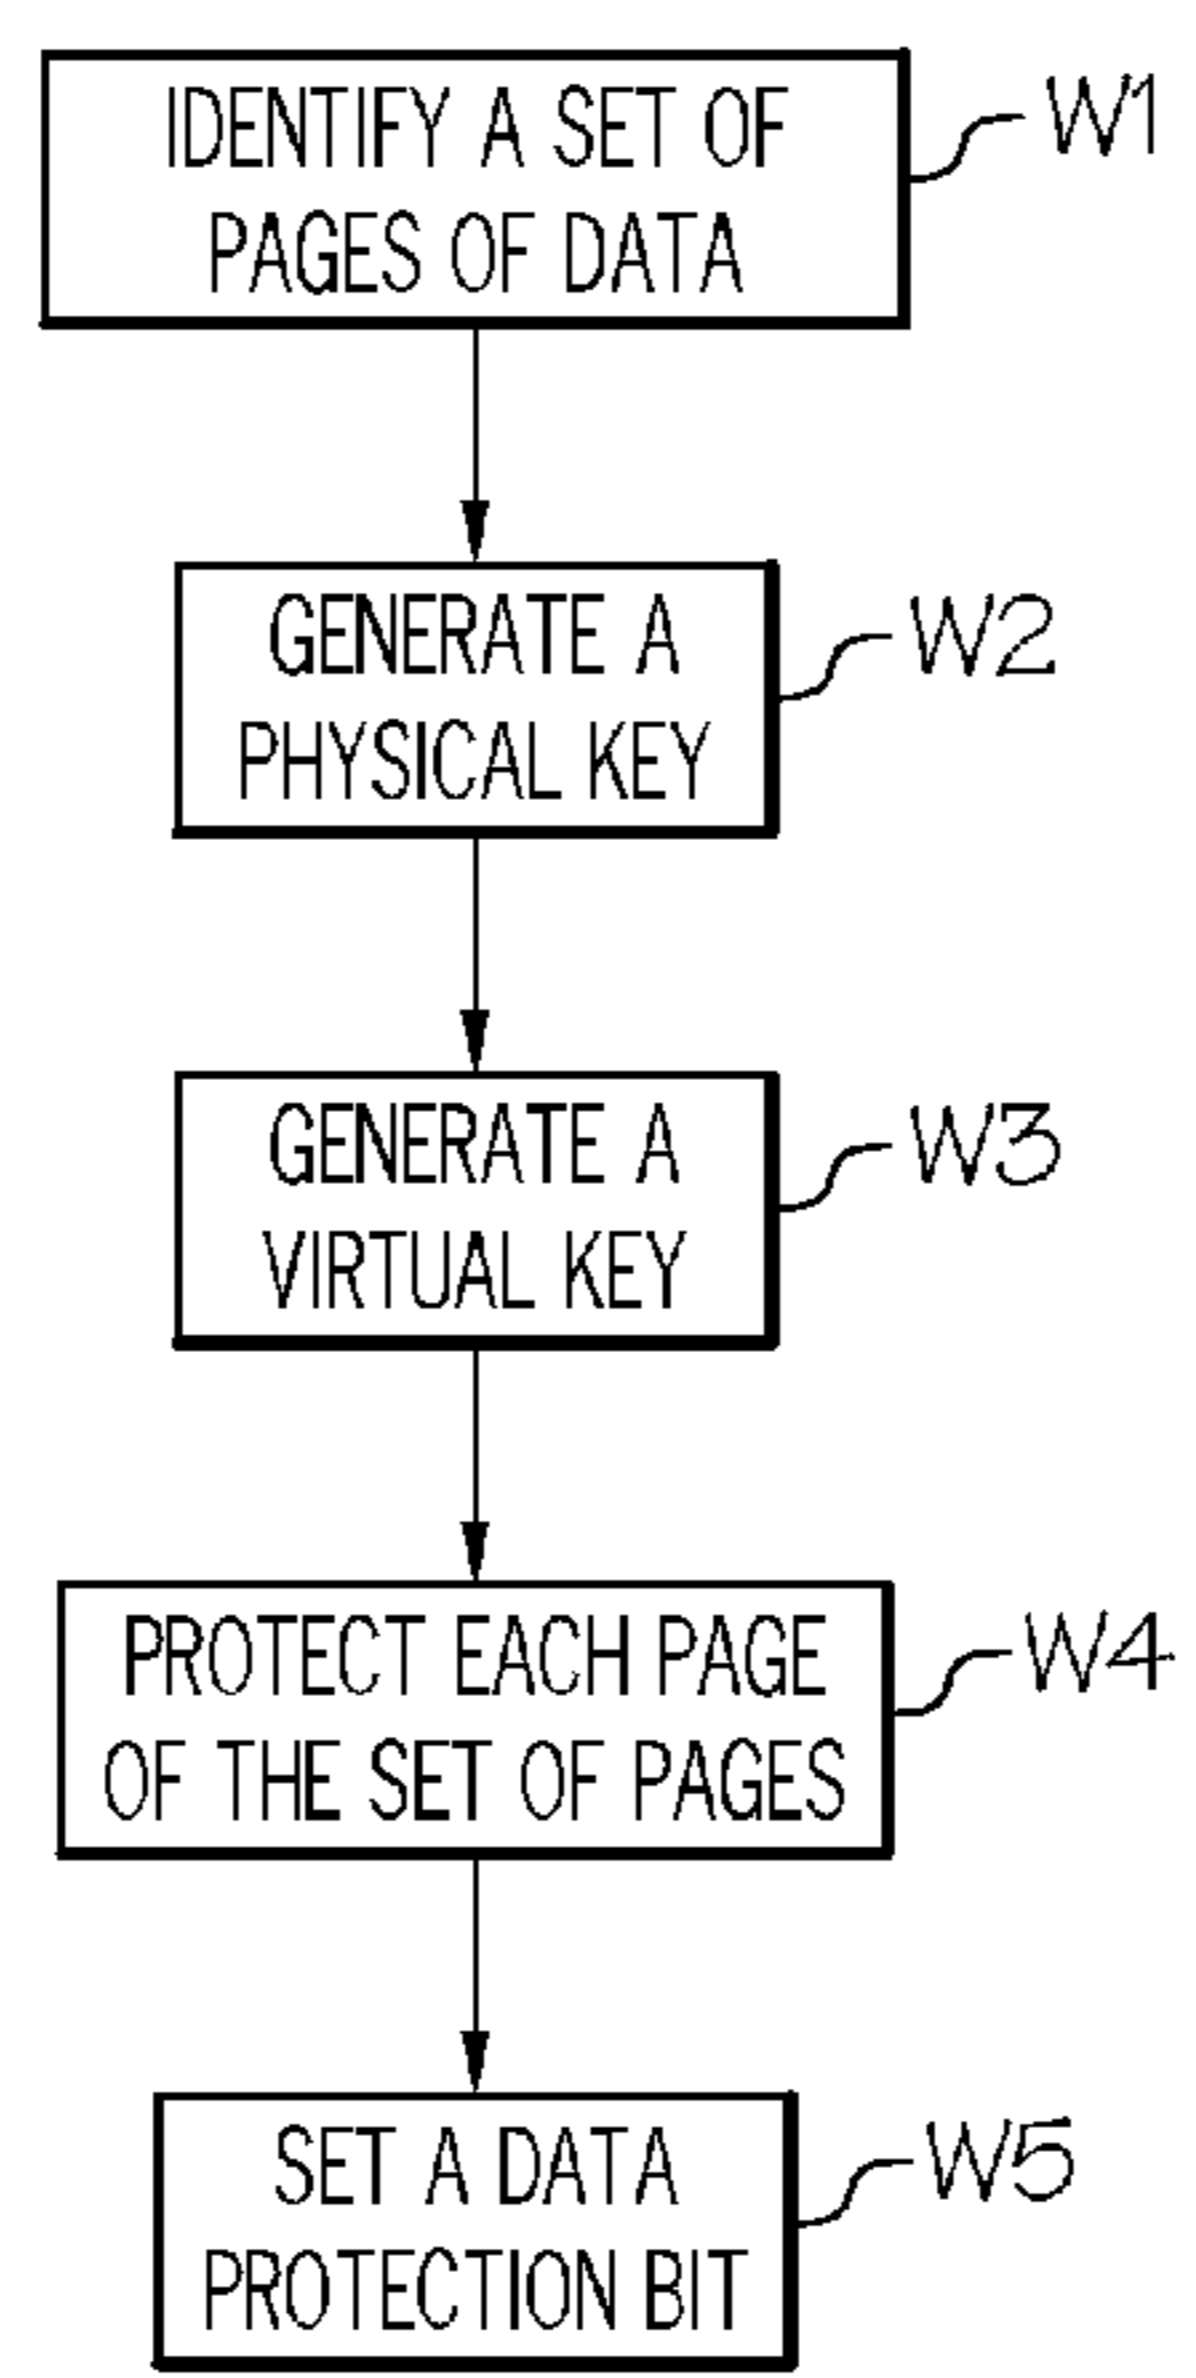 IDENTIFY A SET OF
PAGES OF DATA
W1
GENERATE A
PHYSICAL KEY
W2
GENERATE A
VIRTUAL KEY
W3
PROTECT EACH PAGE
OF THE SET OF PAGES
W4
SET A DATA
PROTECTION BIT
W5